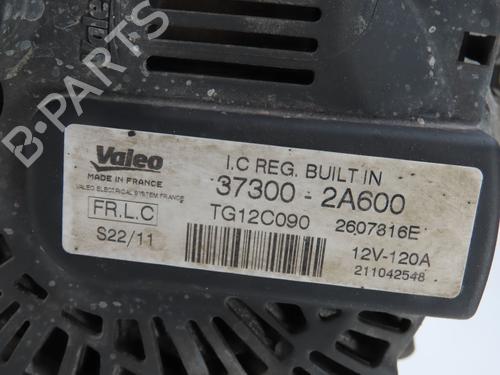 Valeo
B-PARTS
Valeo
MADE IN FRANCE
VALEO ELECTRICAL SYSTEM FRANCE
FR.L.C
S22/11
I.C REG. BUILT IN
37300 - 2A600
TG12C090 2607816E
12V-120A
211042548